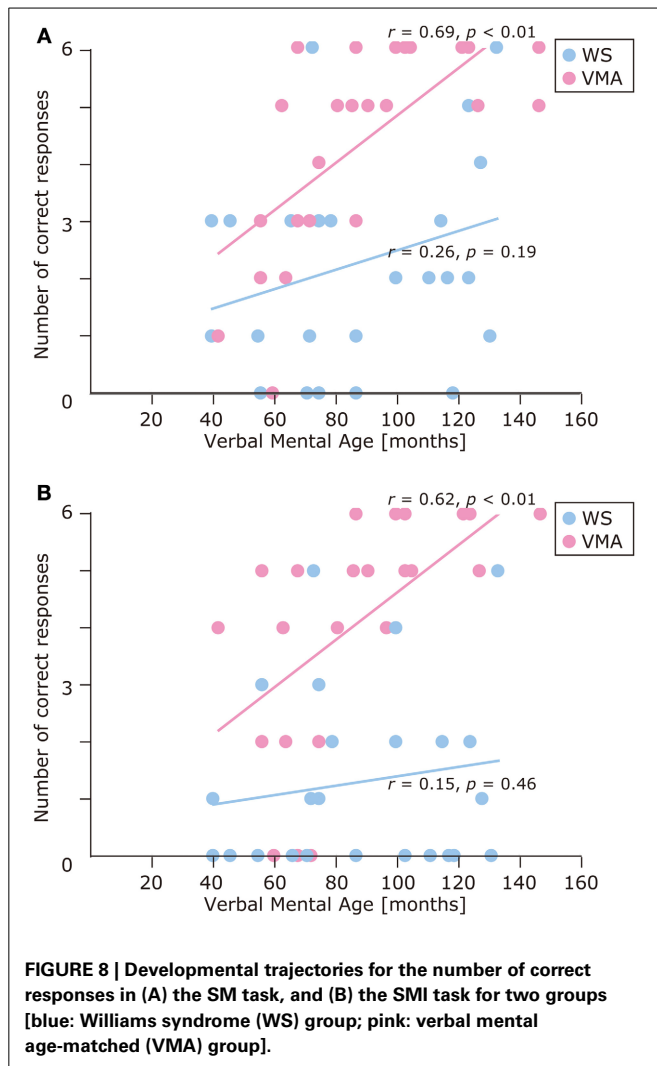 A
6
3
0
Number of correct responses
r = 0.69, p < 0.01
WS
VMA
r = 0.26, p = 0.19
20 40 60 80 100 120 140 160
Verbal Mental Age [months]
B
6
3
0
Number of correct responses
r = 0.62, p < 0.01
WS
VMA
r = 0.15, p = 0.46
20 40 60 80 100 120 140 160
Verbal Mental Age [months]
FIGURE 8 | Developmental trajectories for the number of correct
responses in (A) the SM task, and (B) the SMI task for two groups
[blue: Williams syndrome (WS) group; pink: verbal mental
age-matched (VMA) group].